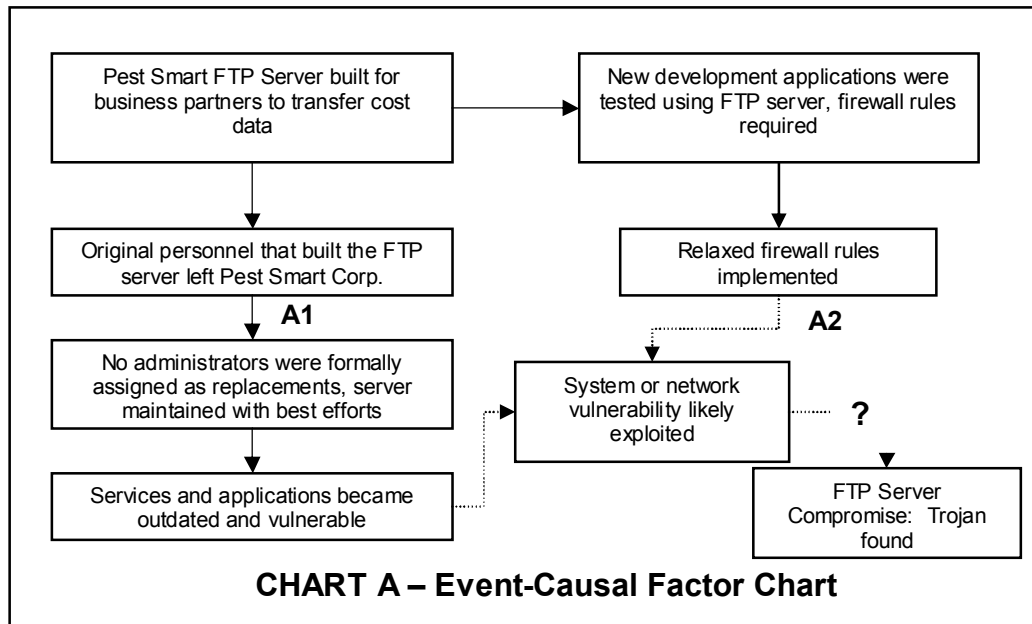 Pest Smart FTP Server built for
business partners to transfer cost
data
New development applications were
tested using FTP server, firewall rules
required
Original personnel that built the FTP
server left Pest Smart Corp.
Relaxed firewall rules
implemented
A1
A2
No administrators were formally
assigned as replacements, server
maintained with best efforts
System or network
vulnerability likely
exploited
?
Services and applications became
outdated and vulnerable
FTP Server
Compromise: Trojan
found
CHART A – Event-Causal Factor Chart